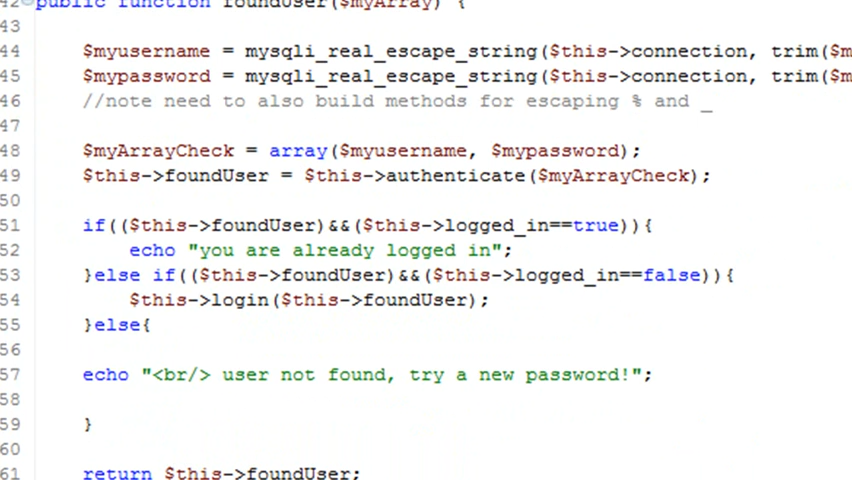 42 public function foundUser($myArray) {
43
44 $myusername = mysqli_real_escape_string($this->connection, trim($m
45 $mypassword = mysqli_real_escape_string($this->connection, trim($m
46 //note need to also build methods for escaping % and _
47
48 $myArrayCheck = array($myusername, $mypassword);
49 $this->foundUser = $this->authenticate($myArrayCheck);
50
51 if(($this->foundUser)&&($this->logged_in==true)){
52 echo "you are already logged in";
53 }else if(($this->foundUser)&&($this->logged_in==false)){
54 $this->login($this->foundUser);
55 }else{
56
57 echo "<br/> user not found, try a new password!";
58
59 }
60
61 return $this->foundUser;